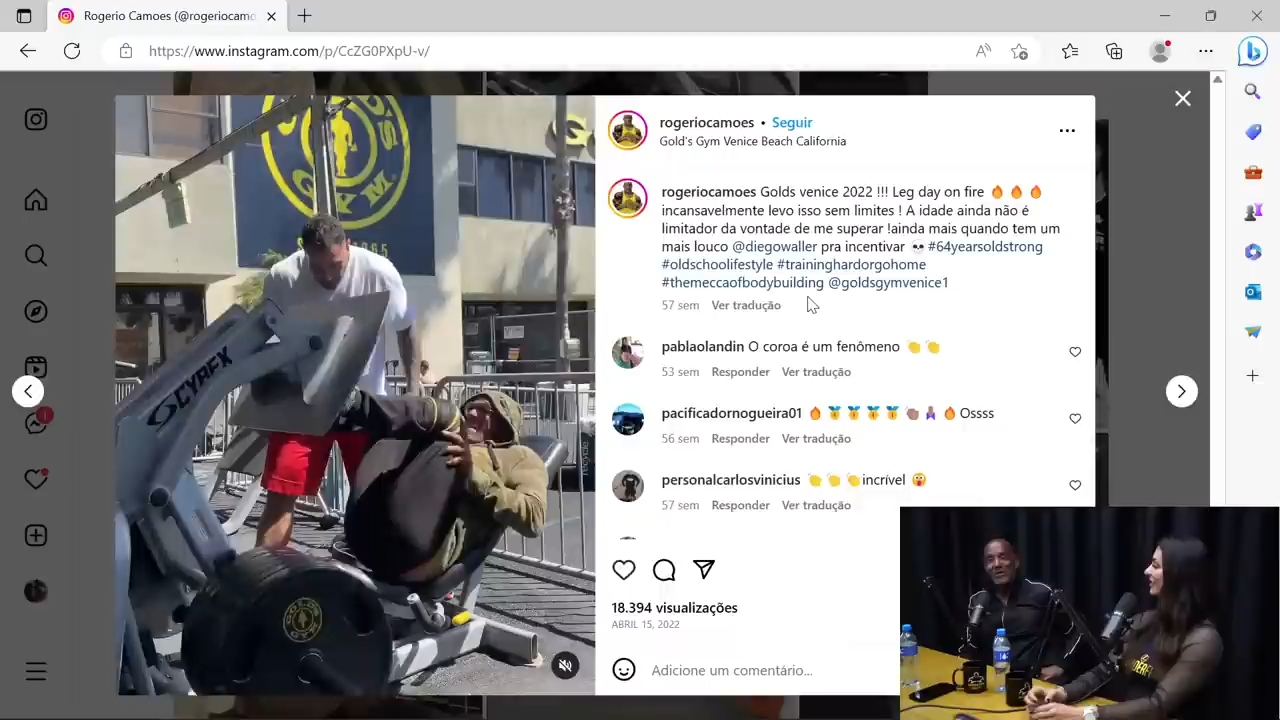 Rogerio Camoes (@rogeriocamo
https://www.instagram.com/p/CcZG0PXpU-v/
GOLD'S GYM
1965
CYBEX
rogeriocamoes • Seguir
Gold's Gym Venice Beach California
rogeriocamoes Golds venice 2022 !!! Leg day on fire 🔥 🔥 🔥
incansavelmente levo isso sem limites ! A idade ainda não é
limitador da vontade de me superar !ainda mais quando tem um
mais louco @diegowaller pra incentivar 💀 #64yearsoldstrong
#oldschoolifestyle #traininghardorgohome
#themeccaofbodybuilding @goldsgymvenice1
57 sem Ver tradução
pablaolandin O coroa é um fenômeno 👏 👏
53 sem Responder Ver tradução
pacificadornogueira01 🔥 🥇 🥇 🥇 🥇 👏🏽 🙏🏽 🔥 Ossss
56 sem Responder Ver tradução
personalcarlosvinicius 👏 👏 👏 incrível 😱
57 sem Responder Ver tradução
18.394 visualizações
ABRIL 15, 2022
Adicione um comentário...